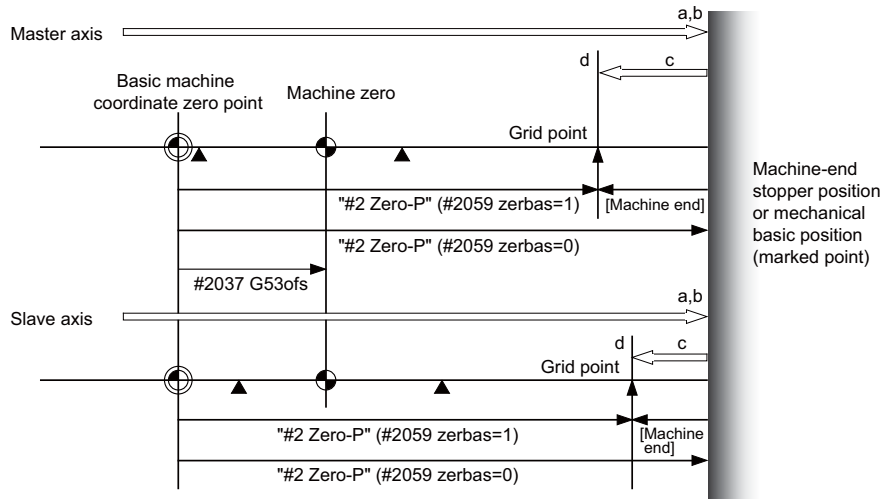 a,b
Master axis
d
c
Basic machine
coordinate zero point
Machine zero
Grid point
"#2 Zero-P" (#2059 zerbas=1)
[Machine end]
"#2 Zero-P" (#2059 zerbas=0)
Machine-end
stopper position
or mechanical
basic position
(marked point)
#2037 G53ofs
a,b
Slave axis
d
c
Grid point
"#2 Zero-P" (#2059 zerbas=1)
[Machine
end]
"#2 Zero-P" (#2059 zerbas=0)